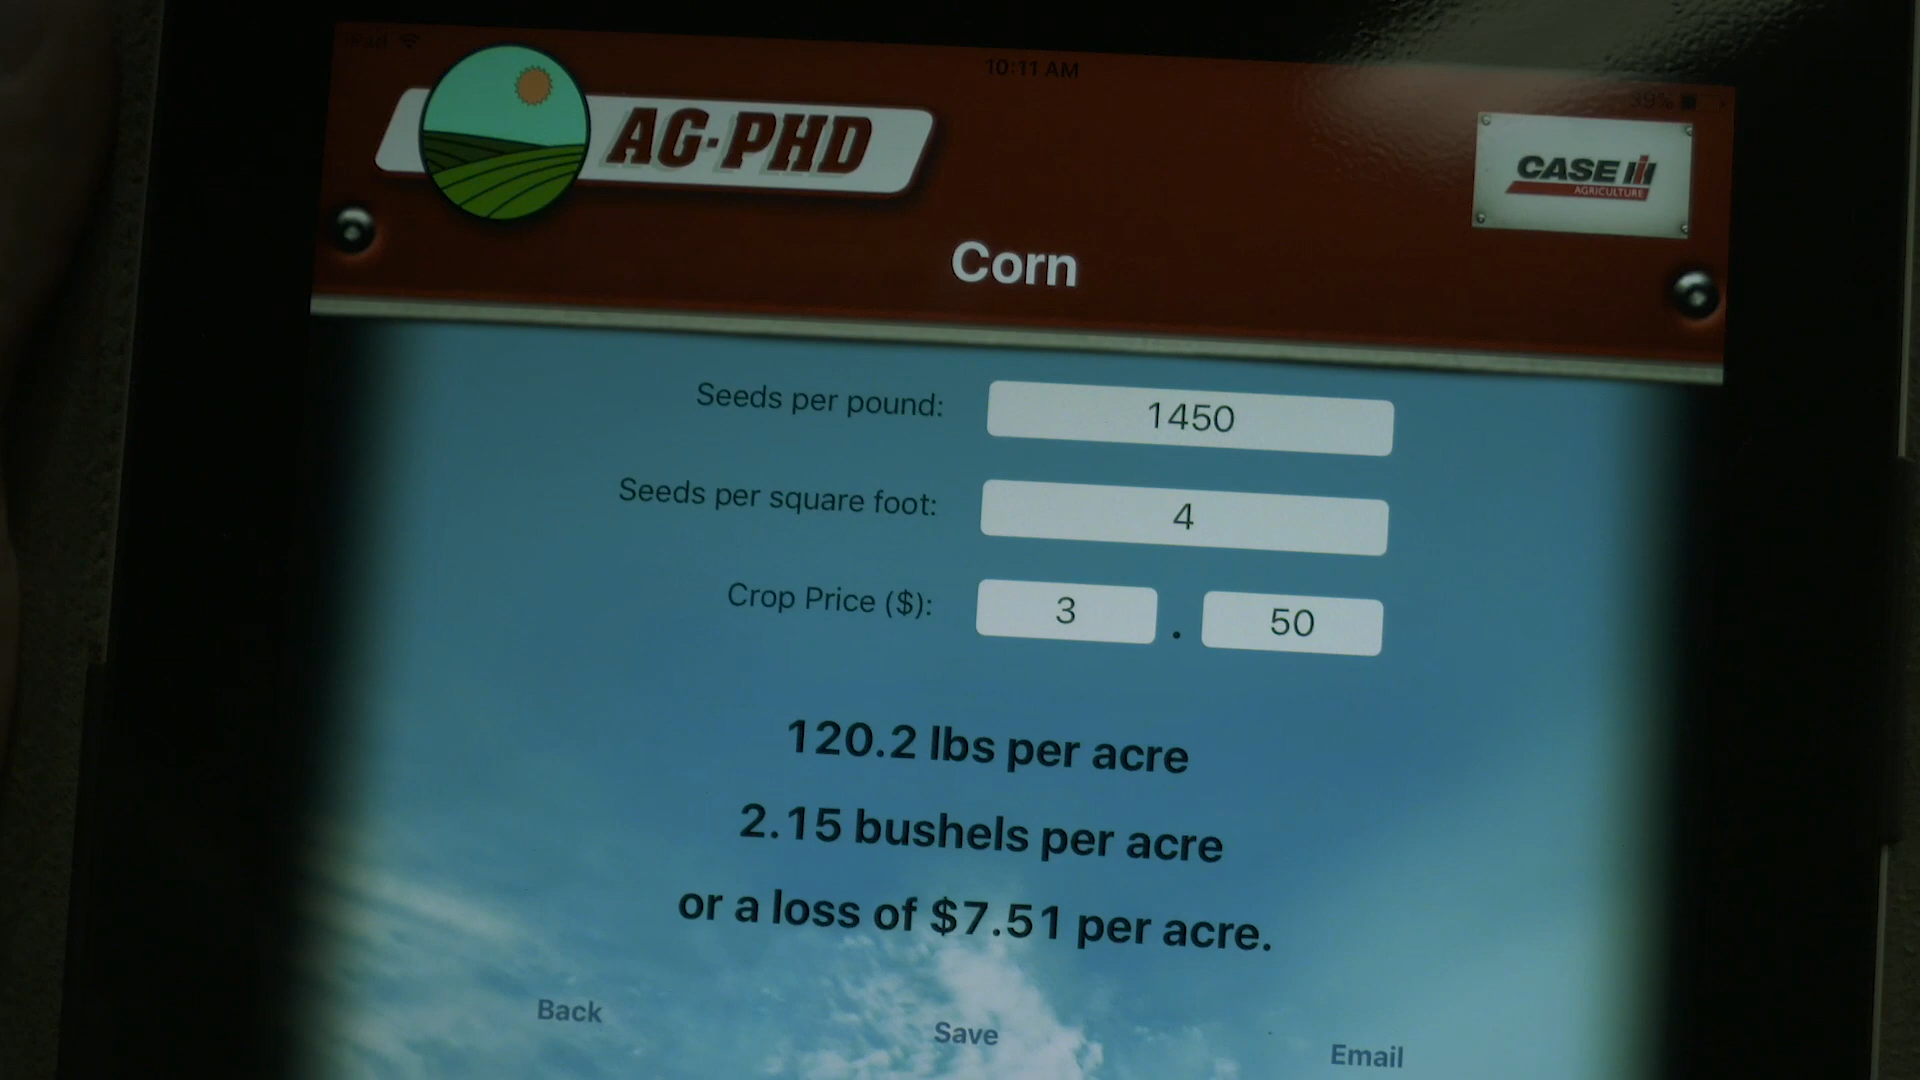 iPad
10:11 AM
39%
AG·PHD
CASE IH
AGRICULTURE
Corn
Seeds per pound: 1450
Seeds per square foot: 4
Crop Price ($): 3 . 50
120.2 lbs per acre
2.15 bushels per acre
or a loss of $7.51 per acre.
Back
Save
Email